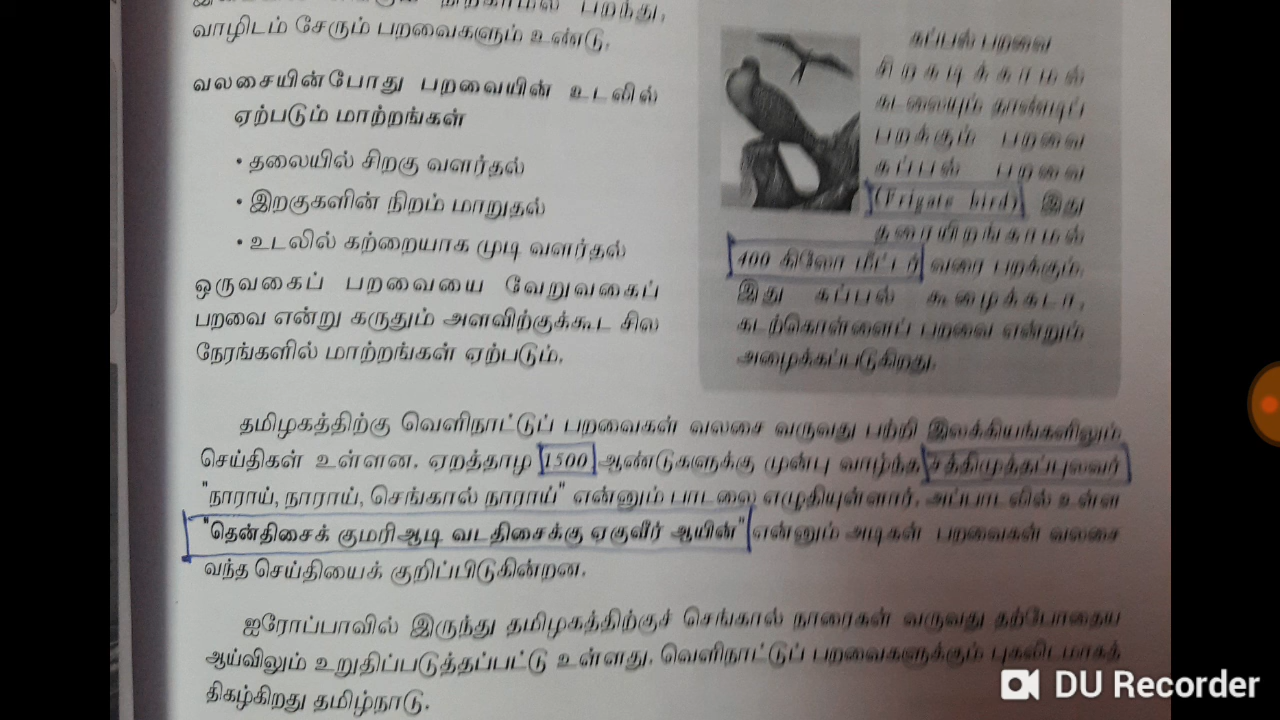 வாழிடம் சேரும் பறவைகளும் உண்டு.
வலசையின்போது பறவையின் உடலில்
ஏற்படும் மாற்றங்கள்
• தலையில் சிறகு வளர்தல்
• இறகுகளின் நிறம் மாறுதல்
• உடலில் கற்றையாக முடி வளர்தல்
ஒருவகைப் பறவையை வேறுவகைப்
பறவை என்று கருதும் அளவிற்குக்கூட சில
நேரங்களில் மாற்றங்கள் ஏற்படும்.
கப்பல் பறவை
சிறகடிக்காமல்
கடலையும் தாண்டிப்
பறக்கும் பறவை
கப்பல் பறவை
(Frigate bird) இது
தரையிறங்காமல்
400 கிலோ மீட்டர் வரை பறக்கும்.
இது கப்பல் கூழைக்கடா,
கடற்கொள்ளைப் பறவை என்றும்
அழைக்கப்படுகிறது.
தமிழகத்திற்கு வெளிநாட்டுப் பறவைகள் வலசை வருவது பற்றி இலக்கியங்களிலும்
செய்திகள் உள்ளன. ஏறத்தாழ 1500 ஆண்டுகளுக்கு முன்பு வாழ்ந்த சத்திமுத்தப்புலவர்
"நாராய், நாராய், செங்கால் நாராய்" என்னும் பாடலை எழுதியுள்ளார். அப்பாடலில் உள்ள
"தென்திசைக் குமரிஆடி வடதிசைக்கு ஏகுவீர் ஆயின்" என்னும் அடிகள் பறவைகள் வலசை
வந்த செய்தியைக் குறிப்பிடுகின்றன.
ஐரோப்பாவில் இருந்து தமிழகத்திற்குச் செங்கால் நாரைகள் வருவது தற்போதைய
ஆய்விலும் உறுதிப்படுத்தப்பட்டு உள்ளது. வெளிநாட்டுப் பறவைகளுக்கும் புகலிடமாகத்
திகழ்கிறது தமிழ்நாடு.
DU Recorder